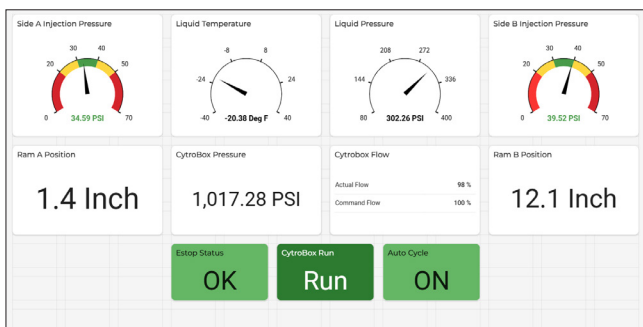 Side A Injection Pressure
30 40
20 50
0 70
34.59 PSI
Liquid Temperature
-8 8
-24 24
-40 40
-20.38 Deg F
Liquid Pressure
208 272
144 336
80 400
302.26 PSI
Side B Injection Pressure
30 40
20 50
0 70
39.52 PSI
Ram A Position
1.4 Inch
CytroBox Pressure
1,017.28 PSI
Cytrobox Flow
Actual Flow 98 %
Command Flow 100 %
Ram B Position
12.1 Inch
Estop Status
OK
CytroBox Run
Run
Auto Cycle
ON